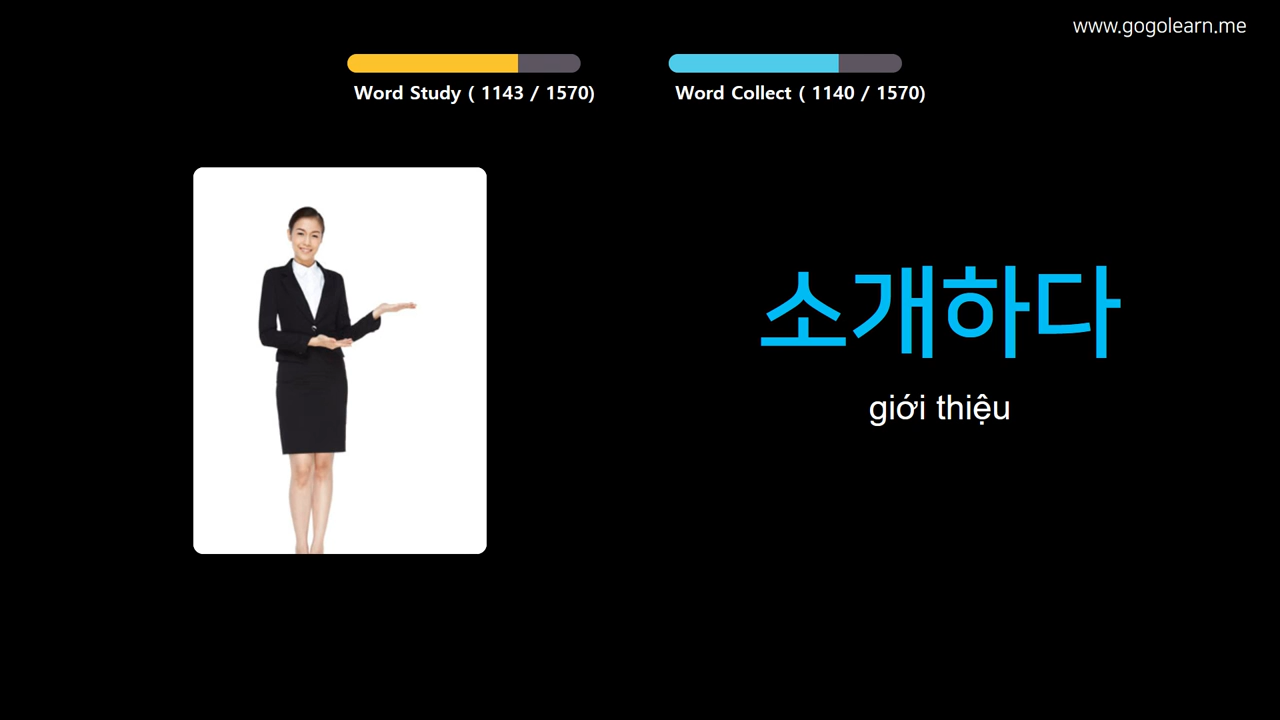 www.gogolearn.me
Word Study ( 1143 / 1570)
Word Collect ( 1140 / 1570)
소개하다
giới thiệu